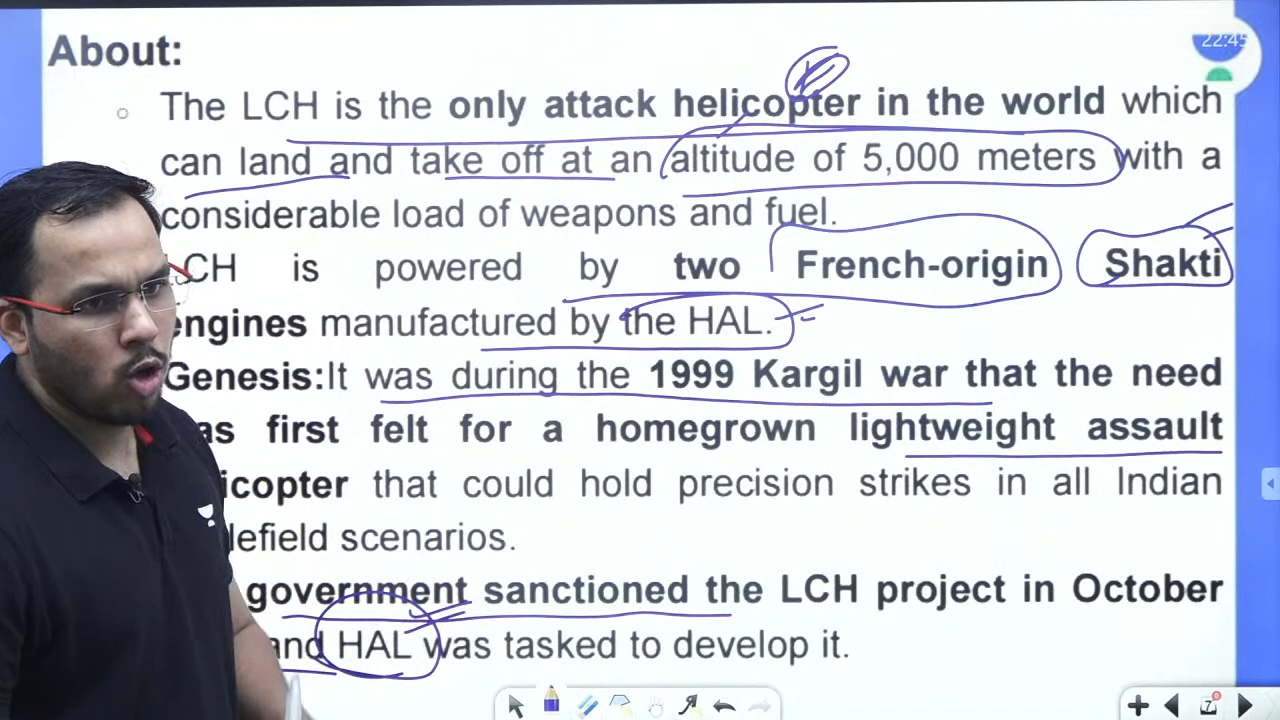 About:
22:45
The LCH is the only attack helicopter in the world which
can land and take off at an altitude of 5,000 meters with a
considerable load of weapons and fuel.
CH is powered by two French-origin Shakti
engines manufactured by the HAL.
Genesis:It was during the 1999 Kargil war that the need
as first felt for a homegrown lightweight assault
icopter that could hold precision strikes in all Indian
lefield scenarios.
government sanctioned the LCH project in October
and HAL was tasked to develop it.
7